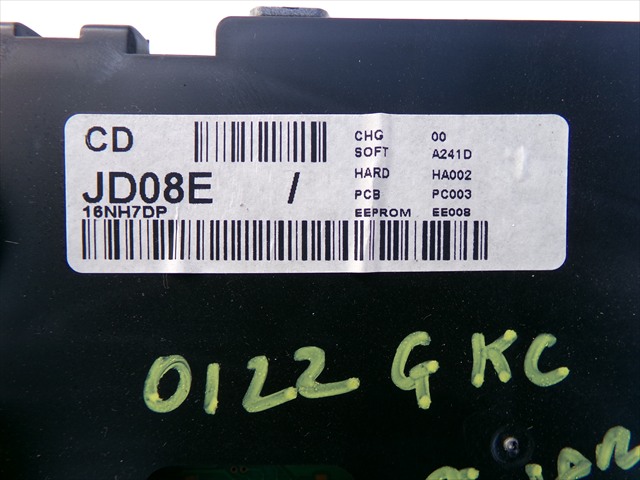 CD
CHG 00
SOFT A241D
JD08E /
HARD HA002
PCB PC003
16NH7DP
EEPROM EE008
0122 GKC